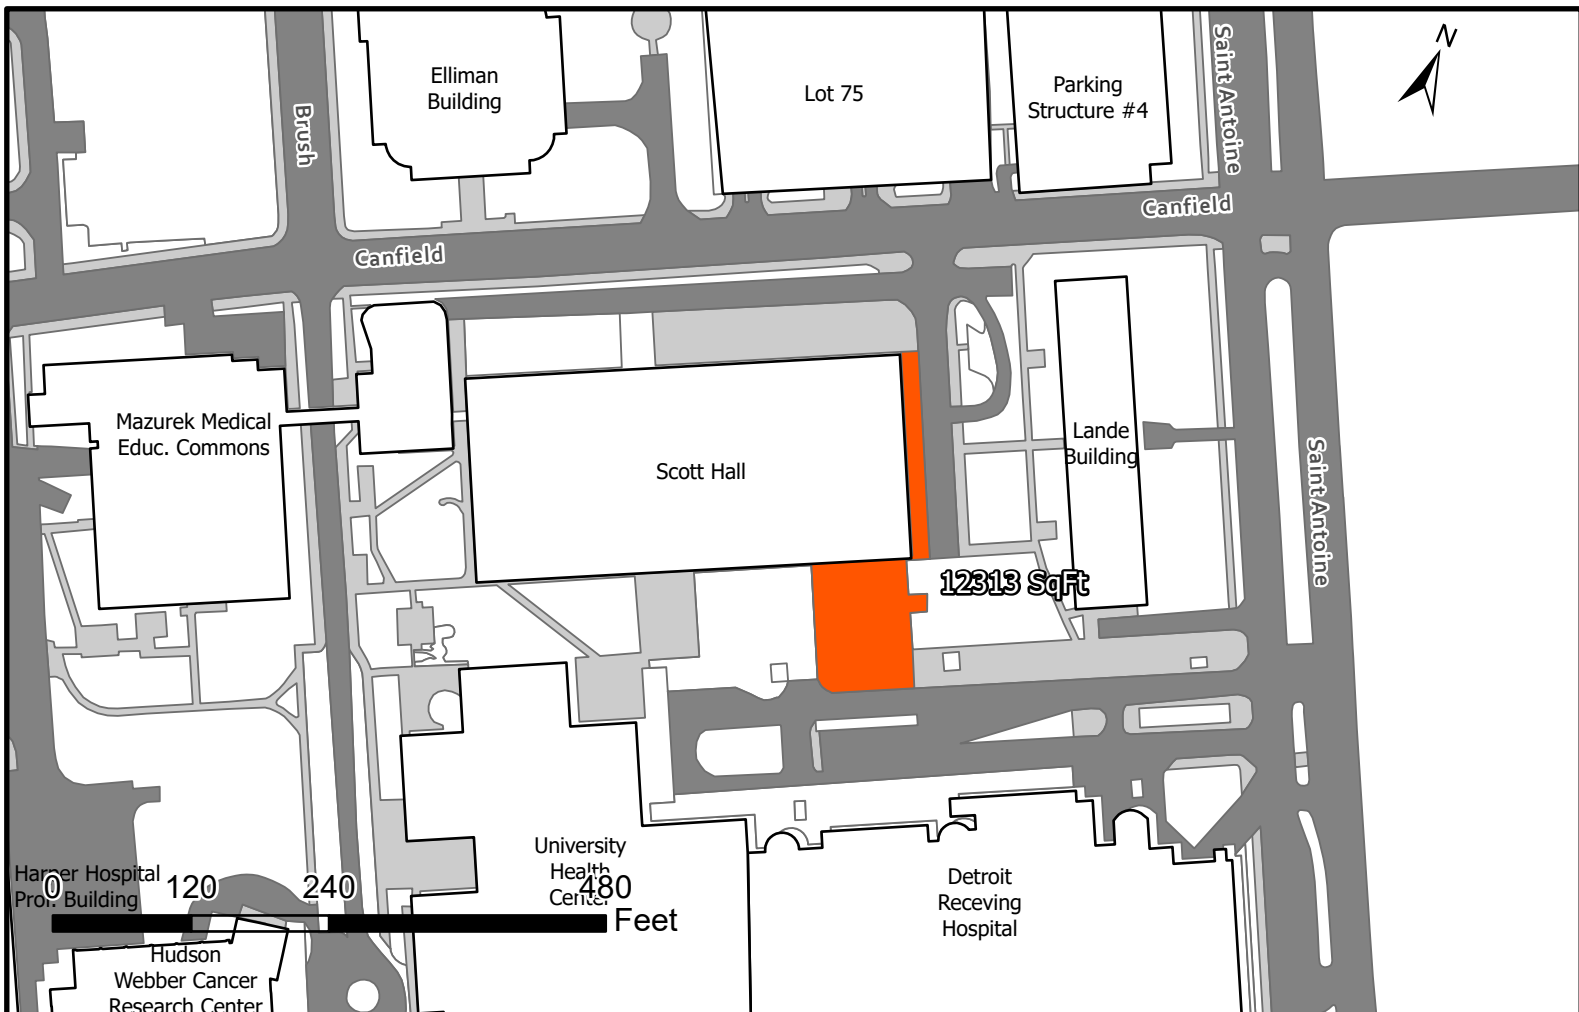 N
Elliman
Building
Lot 75
Parking
Structure #4
Saint Antoine
Brush
Canfield
Canfield
Mazurek Medical
Educ. Commons
Scott Hall
Lande
Building
Saint Antoine
12313 SqFt
University
Health
Center
Detroit
Receving
Hospital
Harper Hospital
Prof. Building
0 120 240 480
Feet
Hudson
Webber Cancer
Research Center